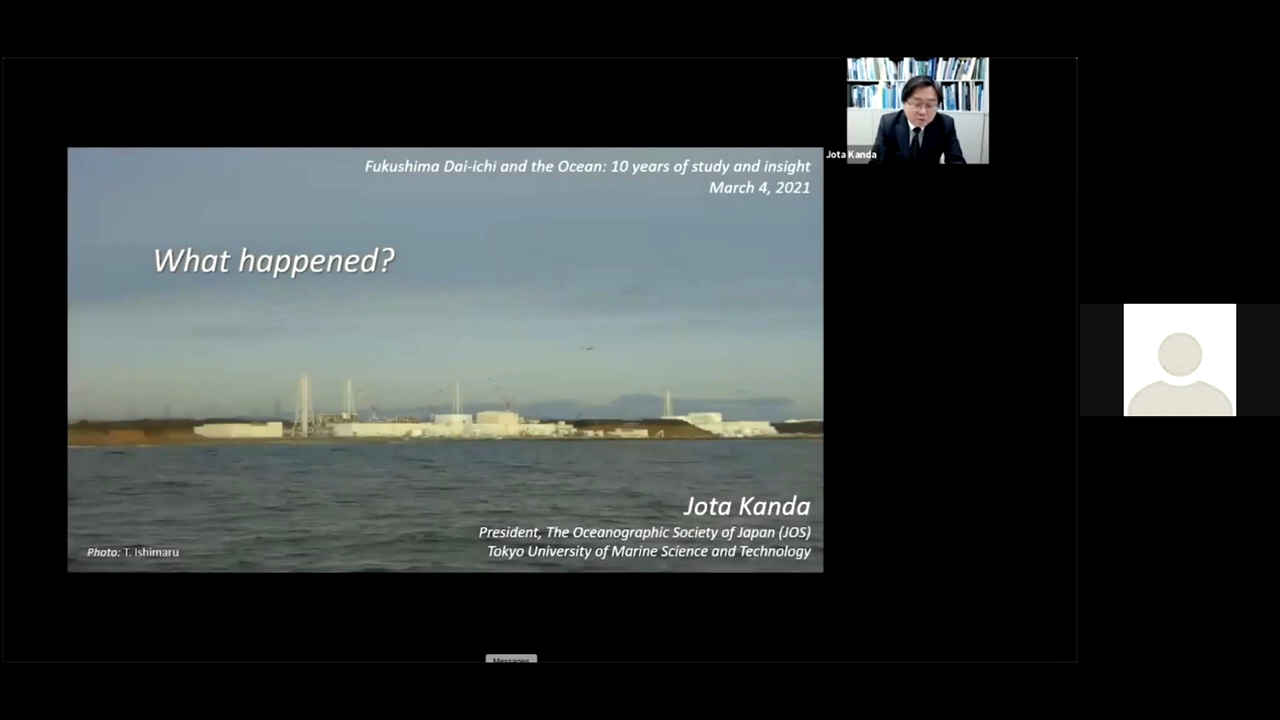 Fukushima Dai-ichi and the Ocean: 10 years of study and insight
March 4, 2021
What happened?
Jota Kanda
President, The Oceanographic Society of Japan (JOS)
Tokyo University of Marine Science and Technology
Photo: T. Ishimaru
Jota Kanda
Messages